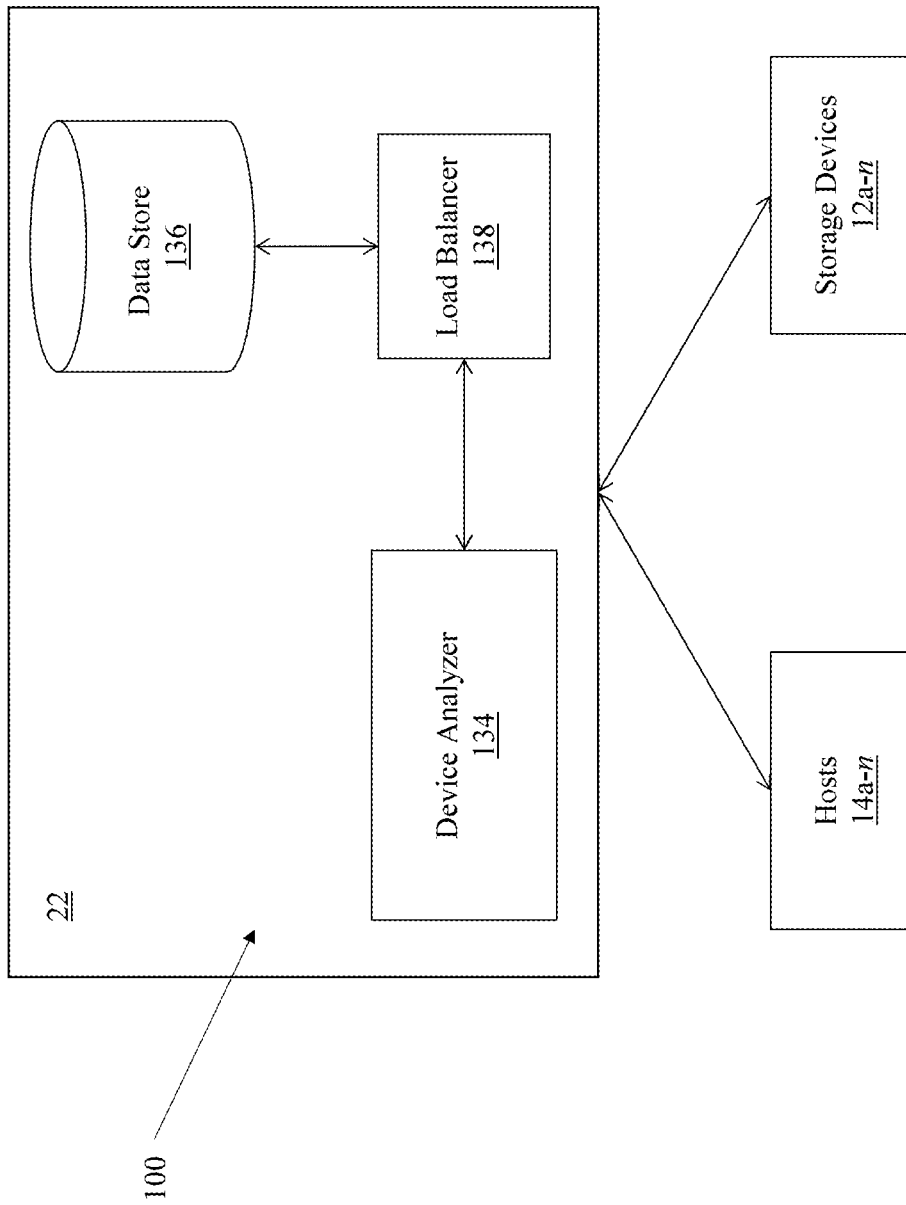 100
22
Device Analyzer
134
Data Store
136
Load Balancer
138
Hosts
14a-n
Storage Devices
12a-n